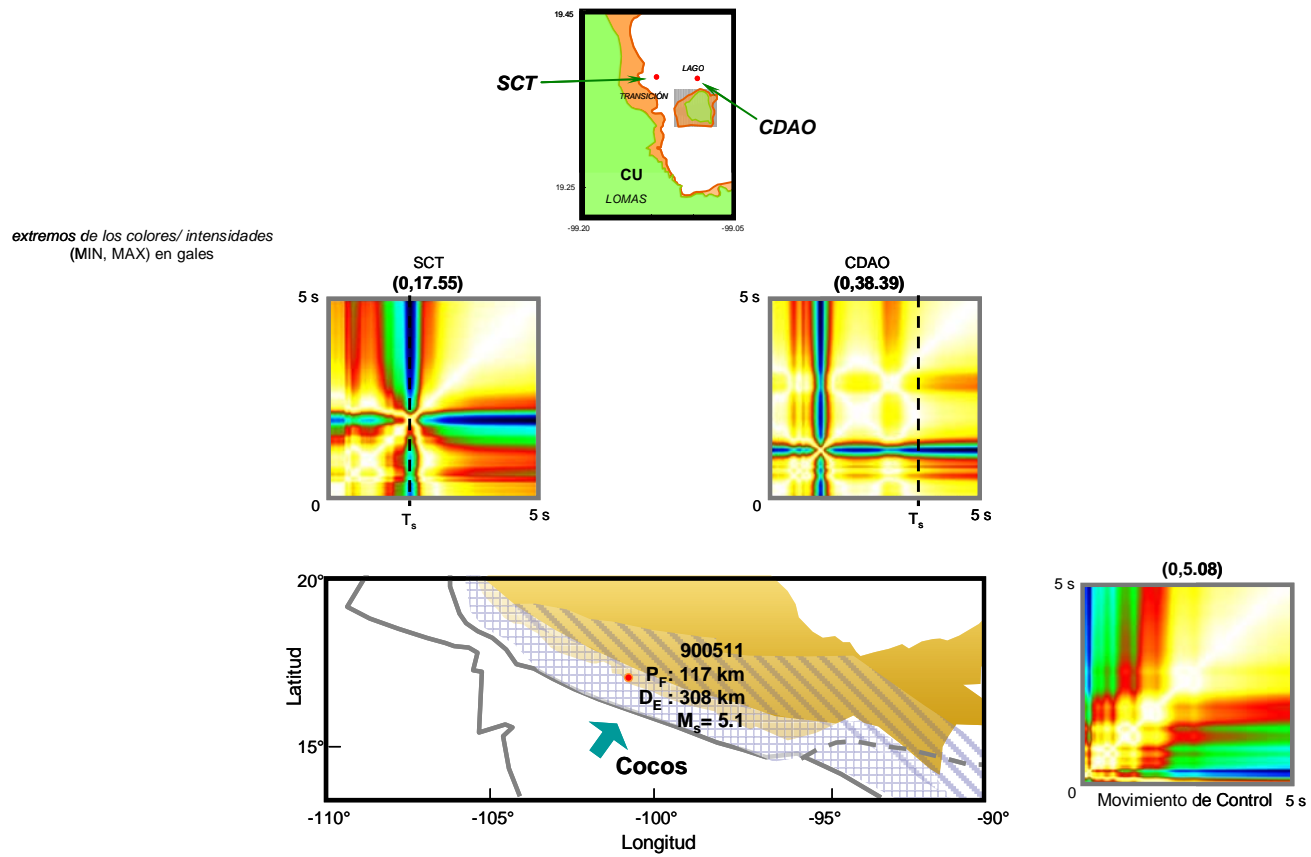 19.45
SCT
LAGO
TRANSICIÓN
CDAO
CU
19.25
LOMAS
-99.20
-99.05
extremos de los colores/ intensidades
(MIN, MAX) en gales
SCT
(0,17.55)
5 s
0
Ts
5 s
CDAO
(0,38.39)
5 s
0
Ts
5 s
20°
Latitud
15°
900511
PF: 117 km
DE : 308 km
Ms= 5.1
Cocos
-110°
-105°
-100°
-95°
-90°
Longitud
(0,5.08)
5 s
0
Movimiento de Control
5 s